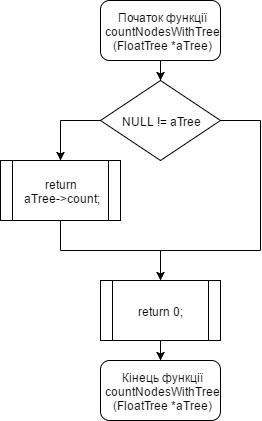 Початок функції
countNodesWithTree
(FloatTree *aTree)
NULL != aTree
return
aTree->count;
return 0;
Кінець функції
countNodesWithTree
(FloatTree *aTree)